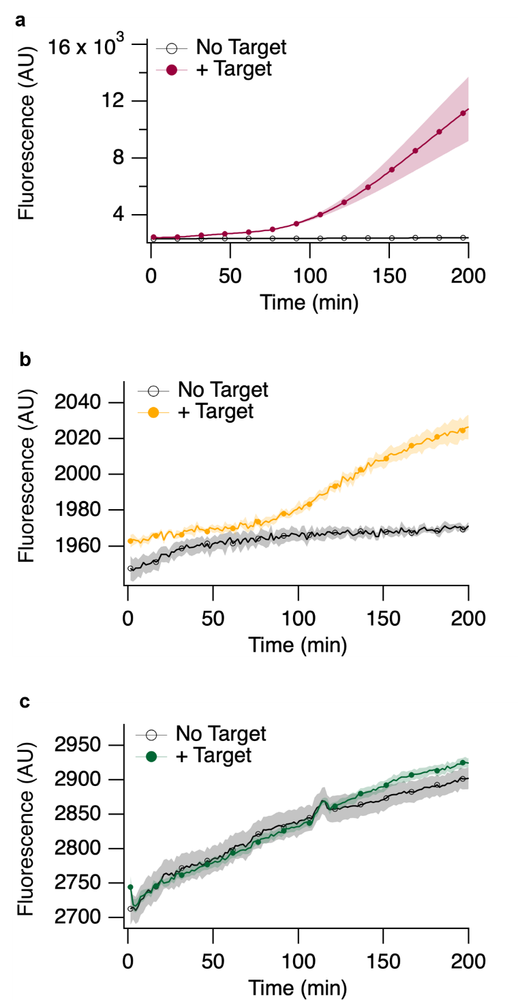 a
16 x 10³
No Target
+ Target
12
8
4
Fluorescence (AU)
0 50 100 150 200
Time (min)
b
No Target
+ Target
2040
2020
2000
1980
1960
Fluorescence (AU)
0 50 100 150 200
Time (min)
c
No Target
+ Target
2950
2900
2850
2800
2750
2700
Fluorescence (AU)
0 50 100 150 200
Time (min)